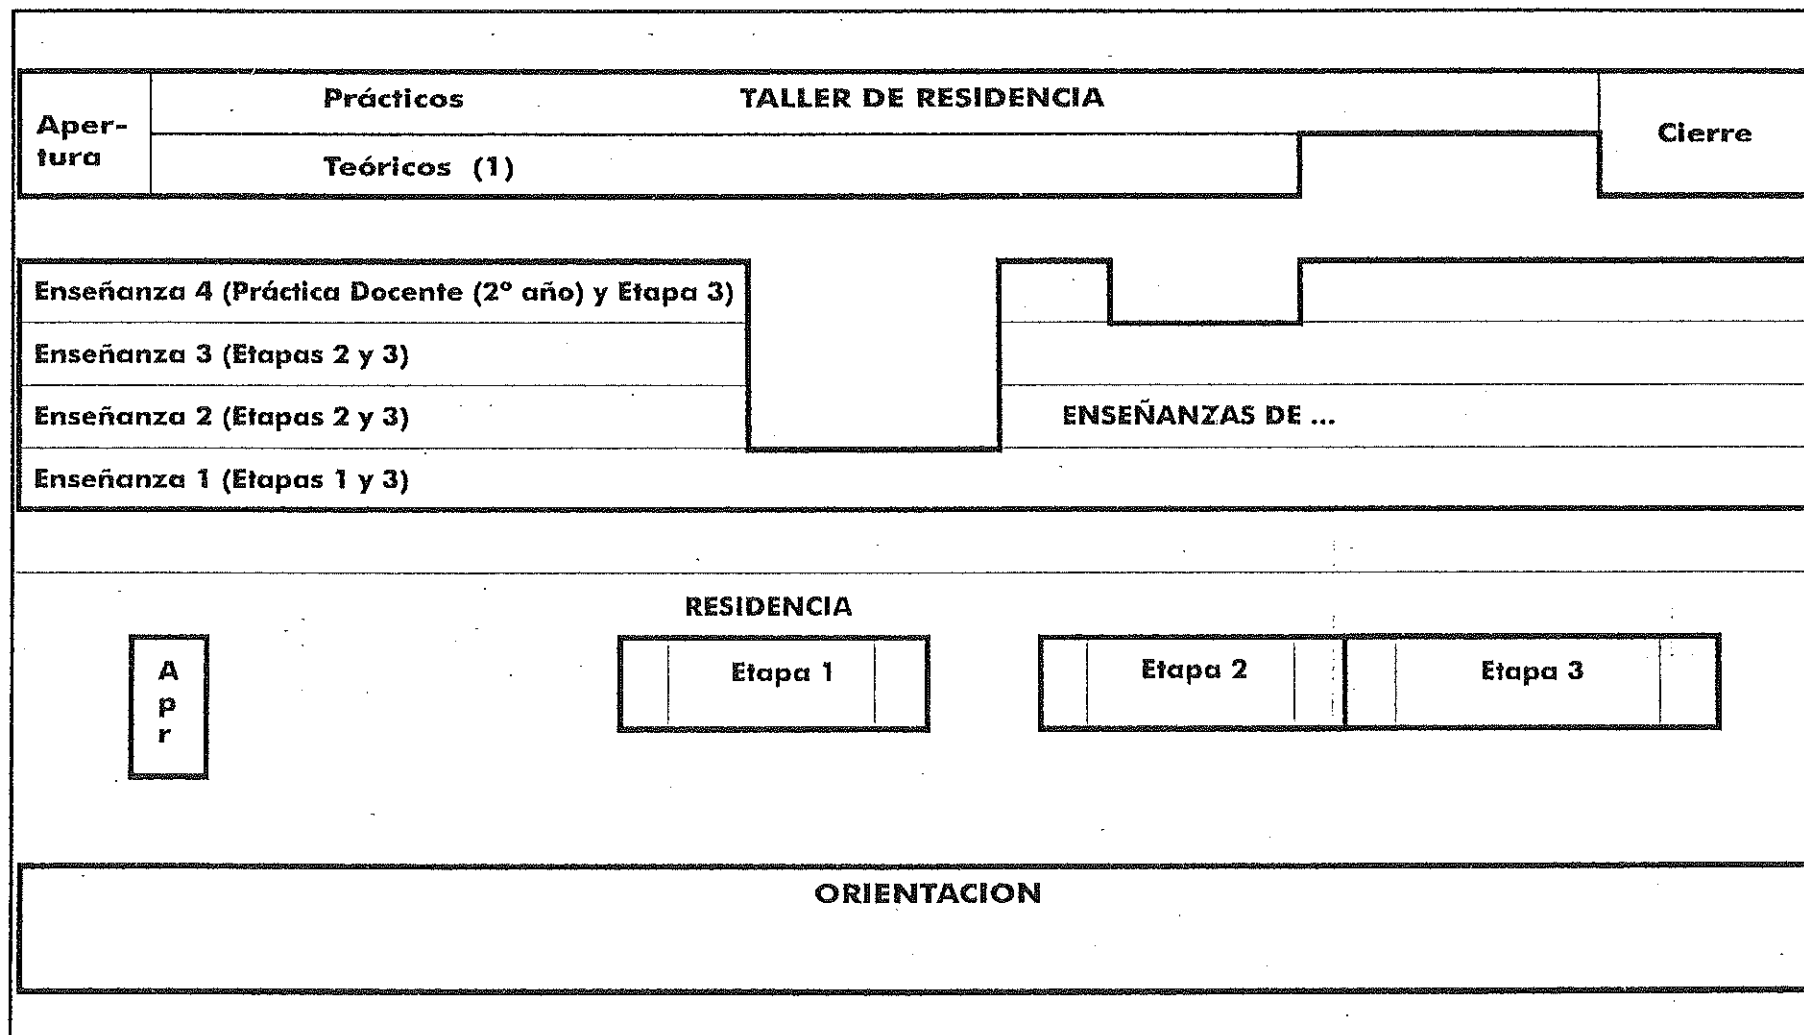 Prácticos
TALLER DE RESIDENCIA
Aper-
tura
Cierre
Teóricos (1)
Enseñanza 4 (Práctica Docente (2º año) y Etapa 3)
Enseñanza 3 (Etapas 2 y 3)
Enseñanza 2 (Etapas 2 y 3)
ENSEÑANZAS DE ...
Enseñanza 1 (Etapas 1 y 3)
RESIDENCIA
A
p
r
Etapa 1
Etapa 2
Etapa 3
ORIENTACION